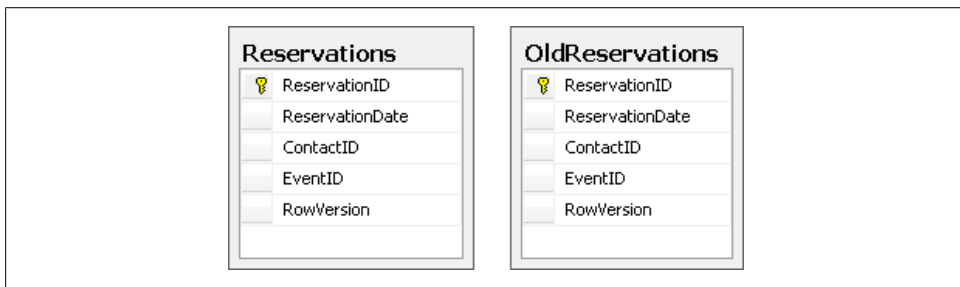 Reservations
ReservationID
ReservationDate
ContactID
EventID
RowVersion
OldReservations
ReservationID
ReservationDate
ContactID
EventID
RowVersion